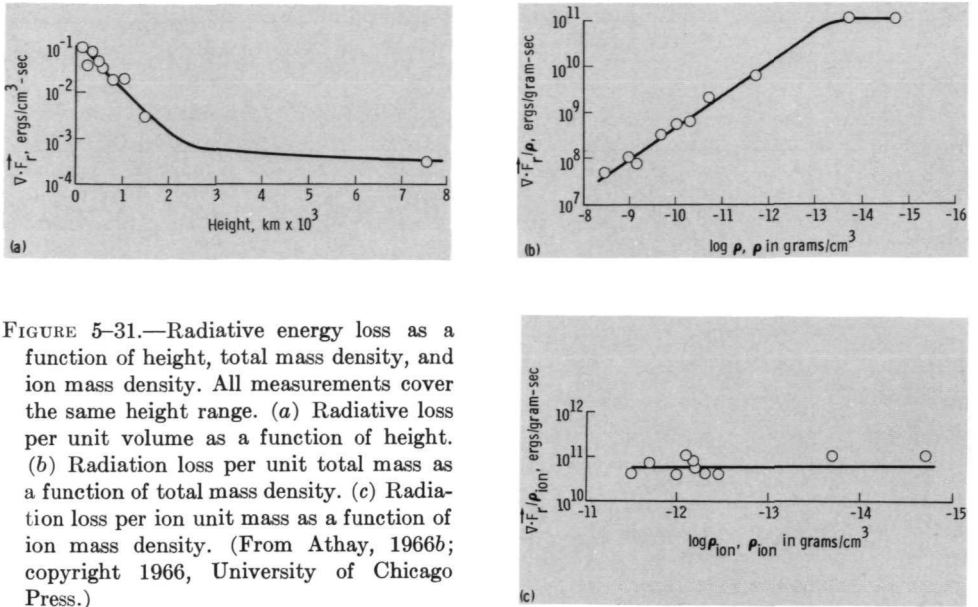 10^-1
10^-2
10^-3
10^-4
∇·F_r, ergs/cm^3-sec
0 1 2 3 4 5 6 7 8
Height, km x 10^3
(a)
10^11
10^10
10^9
10^8
10^7
∇·F_r/ρ, ergs/gram-sec
-8 -9 -10 -11 -12 -13 -14 -15 -16
log ρ, ρ in grams/cm^3
(b)
FIGURE 5–31.—Radiative energy loss as a
function of height, total mass density, and
ion mass density. All measurements cover
the same height range. (a) Radiative loss
per unit volume as a function of height.
(b) Radiation loss per unit total mass as
a function of total mass density. (c) Radia-
tion loss per ion unit mass as a function of
ion mass density. (From Athay, 1966b;
copyright 1966, University of Chicago
Press.)
10^12
10^11
10^10
∇·F_r/ρ_ion, ergs/gram-sec
-11 -12 -13 -14 -15
log ρ_ion, ρ_ion in grams/cm^3
(c)